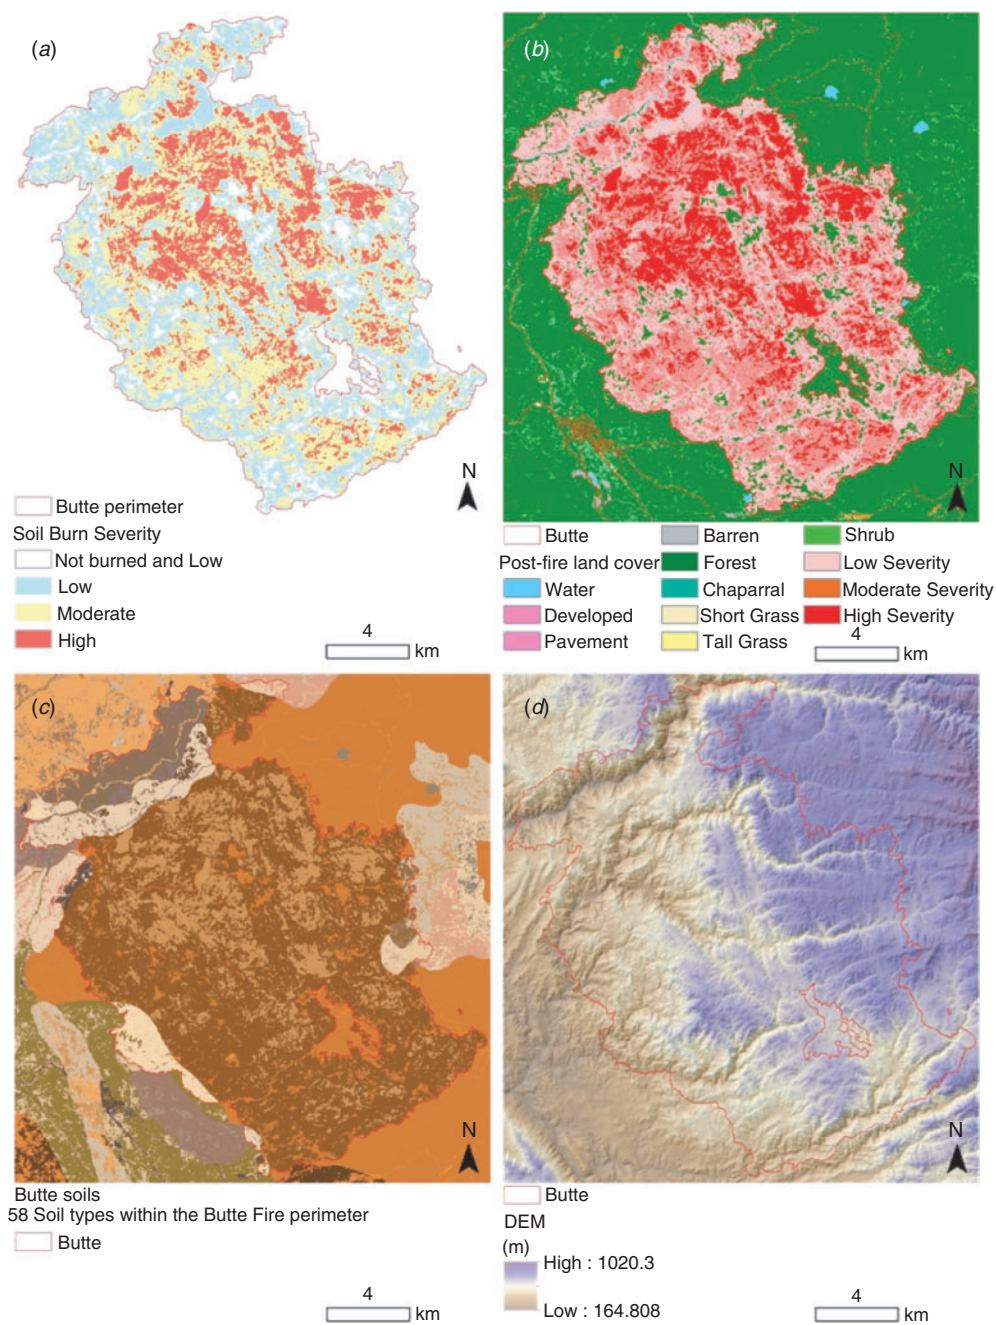 (a)
N
Butte perimeter
Soil Burn Severity
Not burned and Low
Low
Moderate
High
4
km
(b)
N
Butte
Post-fire land cover
Water
Developed
Pavement
Barren
Forest
Chaparral
Short Grass
Tall Grass
Shrub
Low Severity
Moderate Severity
High Severity
4
km
(c)
N
Butte soils
58 Soil types within the Butte Fire perimeter
Butte
4
km
(d)
N
Butte
DEM
(m)
High : 1020.3
Low : 164.808
4
km